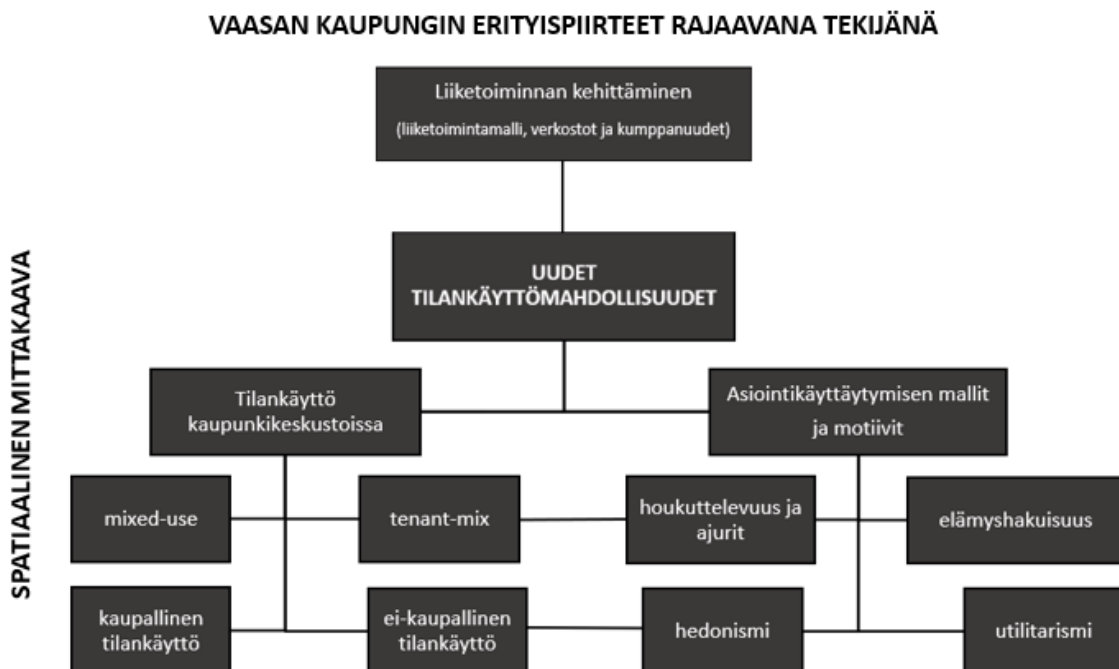 VAASAN KAUPUNGIN ERITYISPIIRTEET RAJAAVANA TEKIJÄNÄ
Liiketoiminnan kehittäminen
(liiketoimintamalli, verkostot ja kumppanuudet)
SPATIAALINEN MITTAKAAVA
UUDET
TILANKÄYTTÖMAHDOLLISUUDET
Tilankäyttö
kaupunkikeskustoissa
Asiointikäyttäytymisen mallit
ja motiivit
mixed-use
tenant-mix
houkuttelevuus ja
ajurit
elämyshakuisuus
kaupallinen
tilankäyttö
ei-kaupallinen
tilankäyttö
hedonismi
utilitarismi